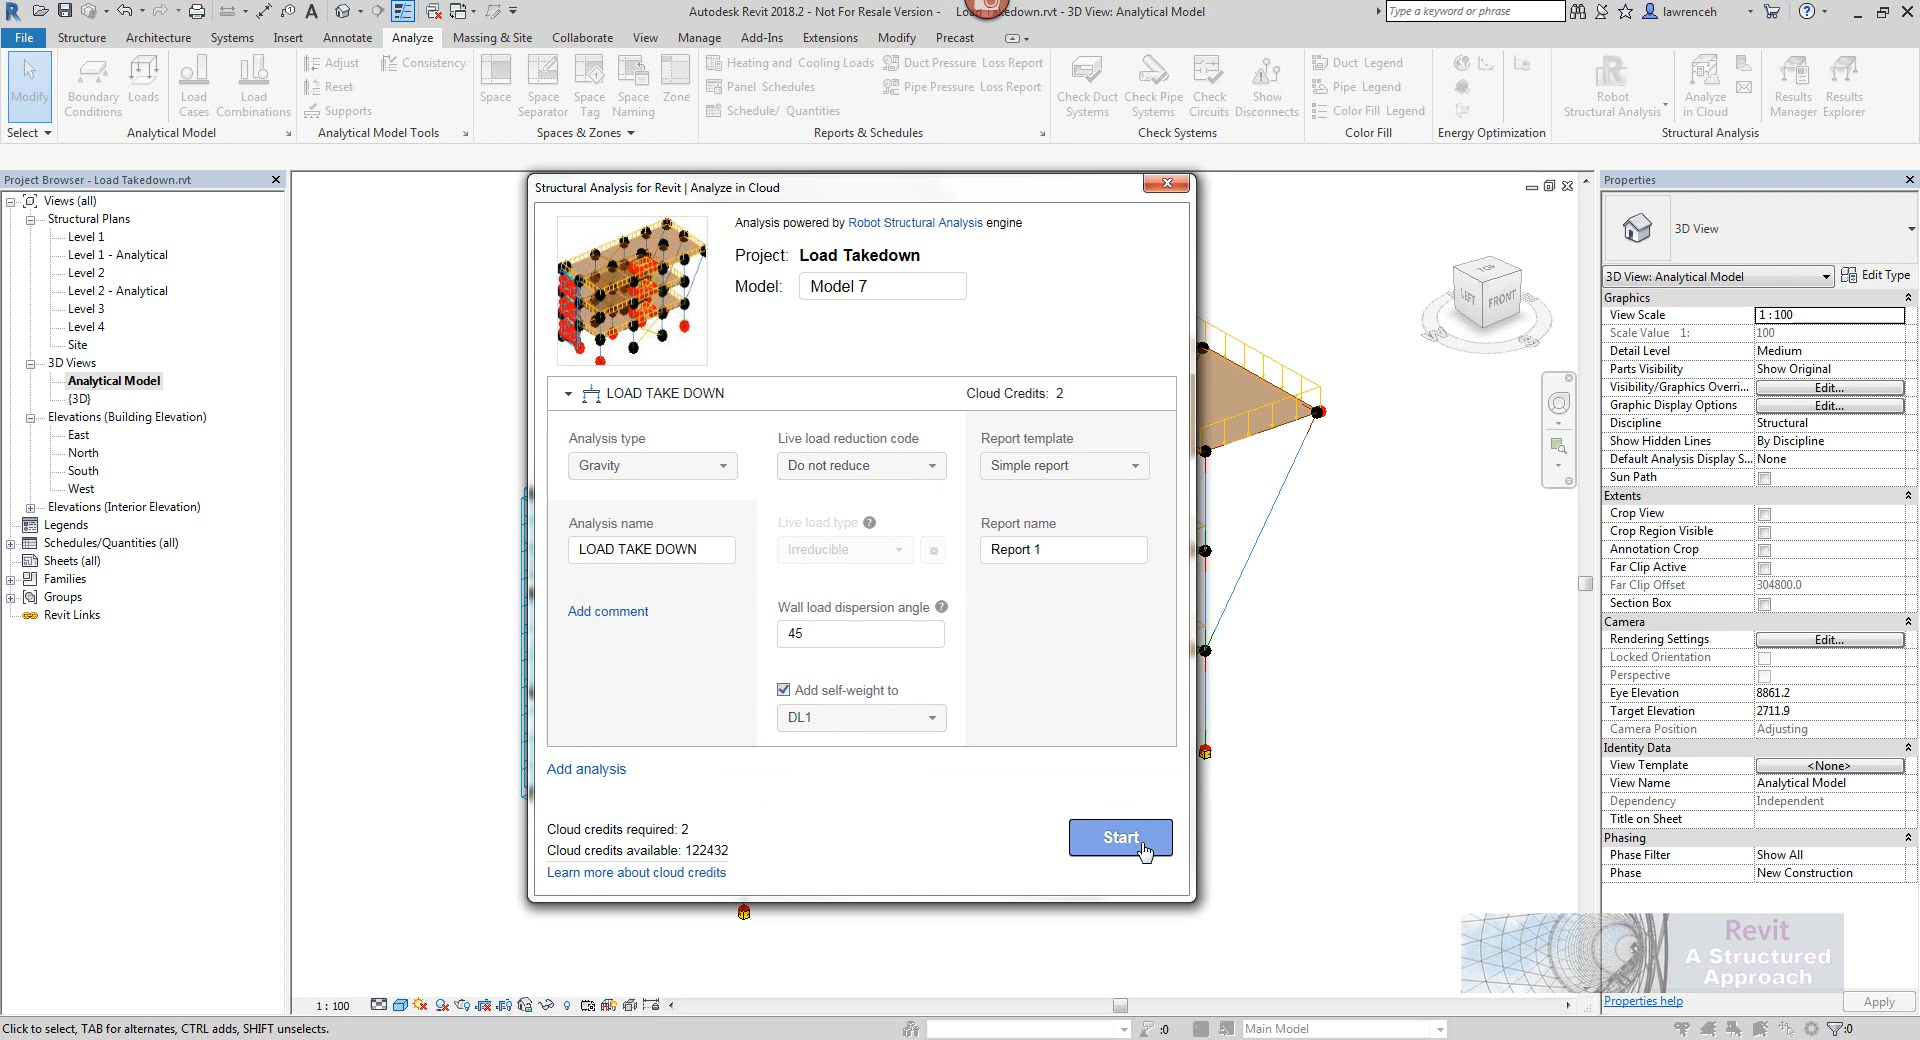 Autodesk Revit 2018.2 - Not For Resale Version -
Load Takedown.rvt - 3D View: Analytical Model
Type a keyword or phrase
lawrenceh
File
Structure
Architecture
Systems
Insert
Annotate
Analyze
Massing & Site
Collaborate
View
Manage
Add-Ins
Extensions
Modify
Precast
Modify
Select
Boundary Conditions
Loads
Load Cases
Load Combinations
Analytical Model
Adjust
Reset
Supports
Consistency
Analytical Model Tools
Space
Space Separator
Space Tag
Space Naming
Zone
Spaces & Zones
Heating and Cooling Loads
Panel Schedules
Schedule/ Quantities
Duct Pressure Loss Report
Pipe Pressure Loss Report
Reports & Schedules
Check Duct Systems
Check Pipe Systems
Check Circuits
Show Disconnects
Check Systems
Duct Legend
Pipe Legend
Color Fill Legend
Color Fill
Energy Optimization
Robot Structural Analysis
Analyze in Cloud
Results Manager
Results Explorer
Structural Analysis
Project Browser - Load Takedown.rvt
Views (all)
Structural Plans
Level 1
Level 1 - Analytical
Level 2
Level 2 - Analytical
Level 3
Level 4
Site
3D Views
Analytical Model
{3D}
Elevations (Building Elevation)
East
North
South
West
Elevations (Interior Elevation)
Legends
Schedules/Quantities (all)
Sheets (all)
Families
Groups
Revit Links
Structural Analysis for Revit | Analyze in Cloud
Analysis powered by Robot Structural Analysis engine
Project: Load Takedown
Model: Model 7
LOAD TAKE DOWN
Cloud Credits: 2
Analysis type
Gravity
Live load reduction code
Do not reduce
Report template
Simple report
Analysis name
LOAD TAKE DOWN
Live load type
Irreducible
Report name
Report 1
Add comment
Wall load dispersion angle
45
Add self-weight to
DL1
Add analysis
Cloud credits required: 2
Cloud credits available: 122432
Learn more about cloud credits
Start
TOP
LEFT
FRONT
W
S
Properties
3D View
3D View: Analytical Model
Edit Type
Graphics
View Scale 1 : 100
Scale Value 1: 100
Detail Level Medium
Parts Visibility Show Original
Visibility/Graphics Overri... Edit...
Graphic Display Options Edit...
Discipline Structural
Show Hidden Lines By Discipline
Default Analysis Display S... None
Sun Path
Extents
Crop View
Crop Region Visible
Annotation Crop
Far Clip Active
Far Clip Offset 304800.0
Section Box
Camera
Rendering Settings Edit...
Locked Orientation
Perspective
Eye Elevation 8861.2
Target Elevation 2711.9
Camera Position Adjusting
Identity Data
View Template <None>
View Name Analytical Model
Dependency Independent
Title on Sheet
Phasing
Phase Filter Show All
Phase New Construction
Revit
A Structured
Approach
Properties help
Apply
1 : 100
Click to select, TAB for alternates, CTRL adds, SHIFT unselects.
:0
Main Model
:0